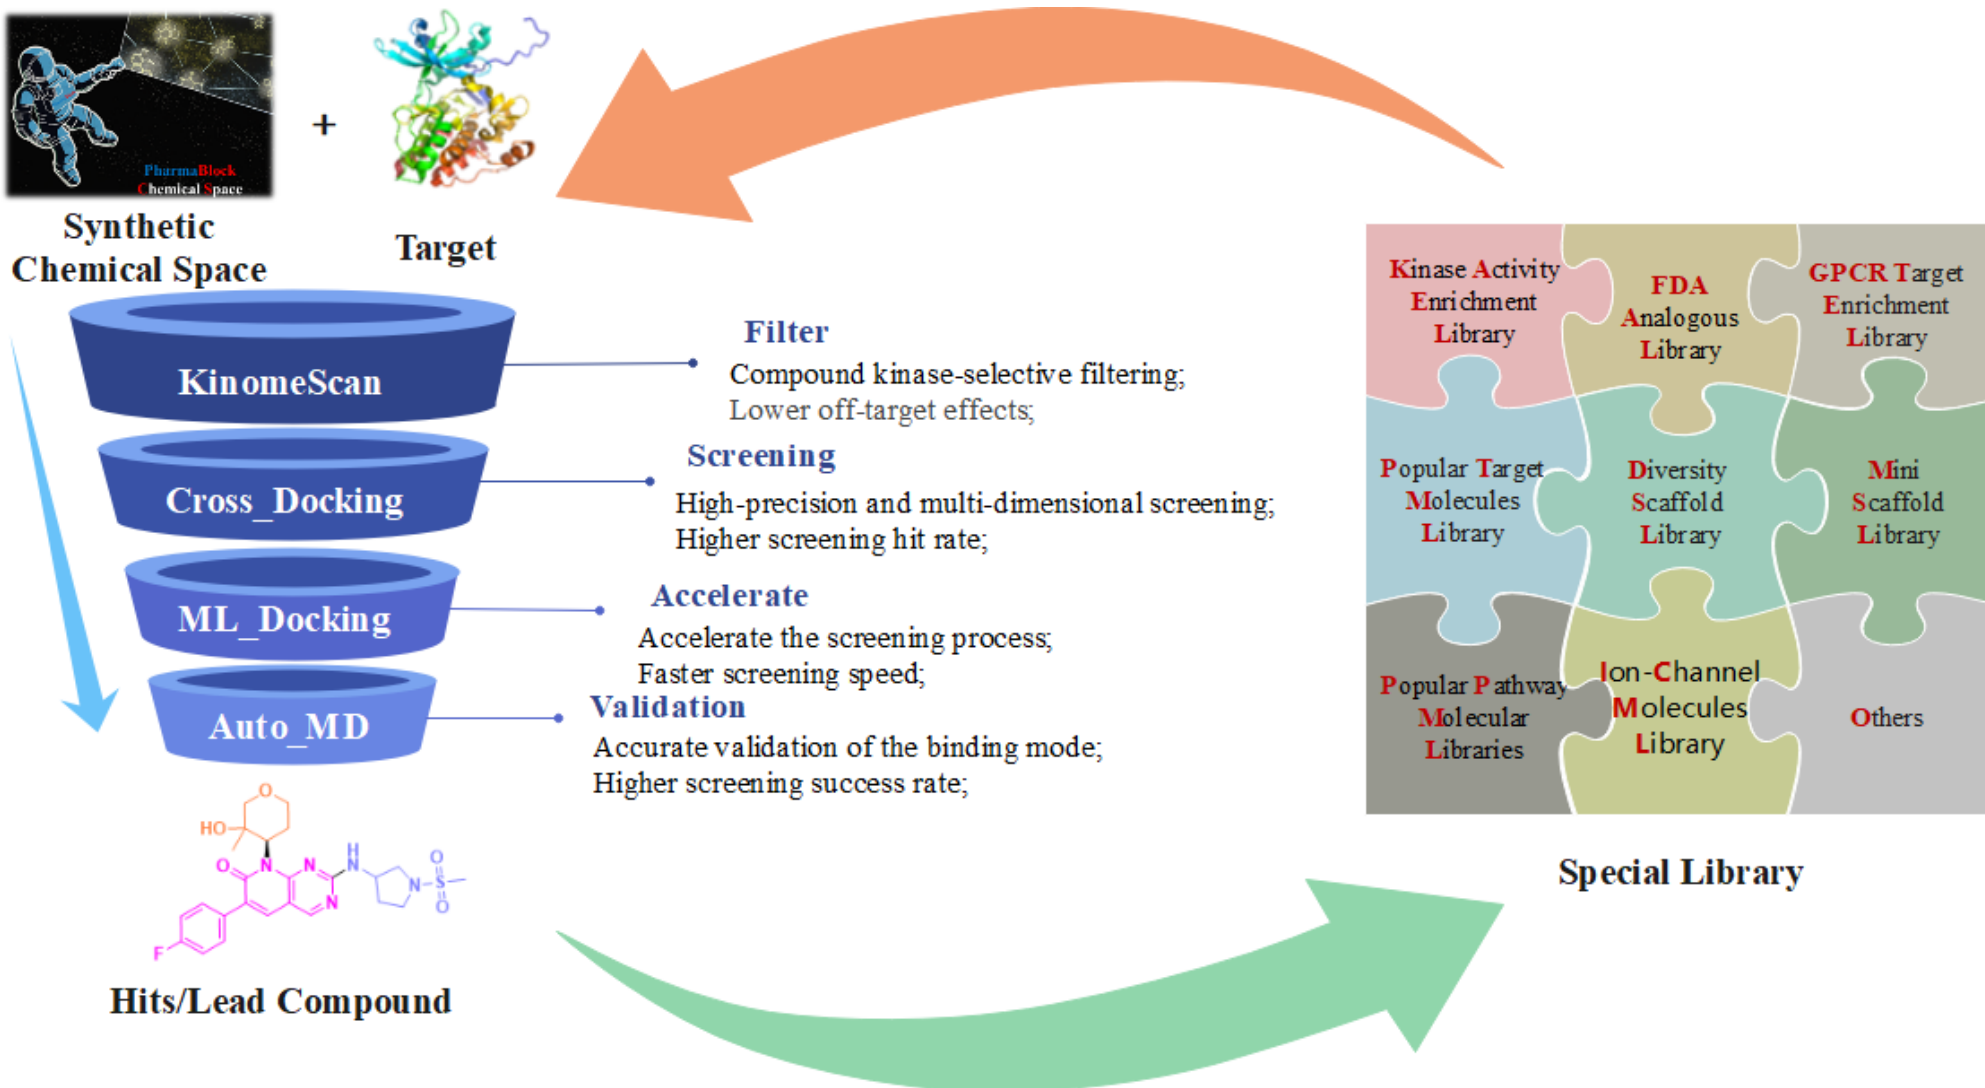 PharmaBlock
Chemical Space
+
Synthetic
Chemical Space
Target
KinomeScan
Filter
Compound kinase-selective filtering;
Lower off-target effects;
Cross_Docking
Screening
High-precision and multi-dimensional screening;
Higher screening hit rate;
ML_Docking
Accelerate
Accelerate the screening process;
Faster screening speed;
Auto_MD
Validation
Accurate validation of the binding mode;
Higher screening success rate;
O
HO
O
N
N
H
N
N
N
S
O
O
F
Hits/Lead Compound
Kinase Activity
Enrichment
Library
FDA
Analogous
Library
GPCR Target
Enrichment
Library
Popular Target
Molecules
Library
Diversity
Scaffold
Library
Mini
Scaffold
Library
Popular Pathway
Molecular
Libraries
Ion-Channel
Molecules
Library
Others
Special Library